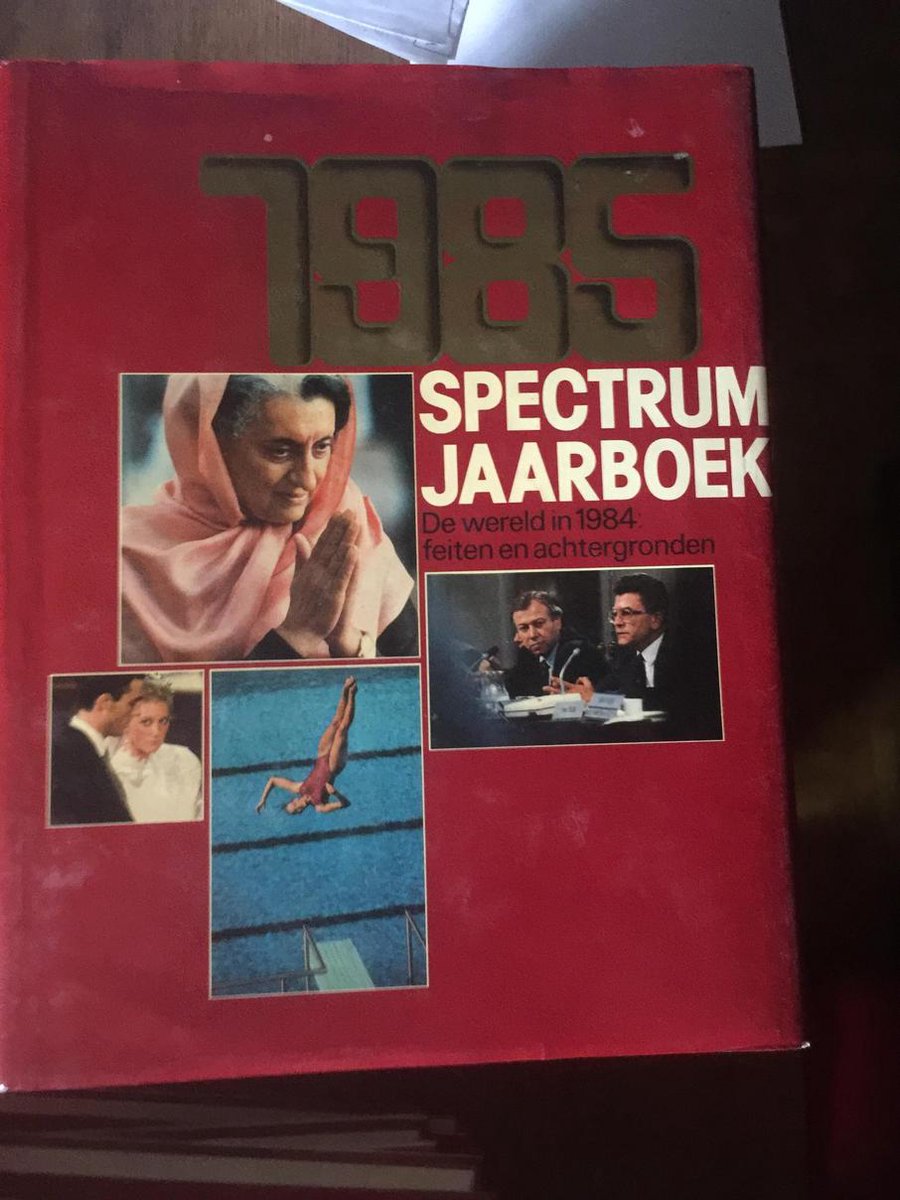 1985
SPECTRUM
JAARBOEK
De wereld in 1984:
feiten en achtergronden